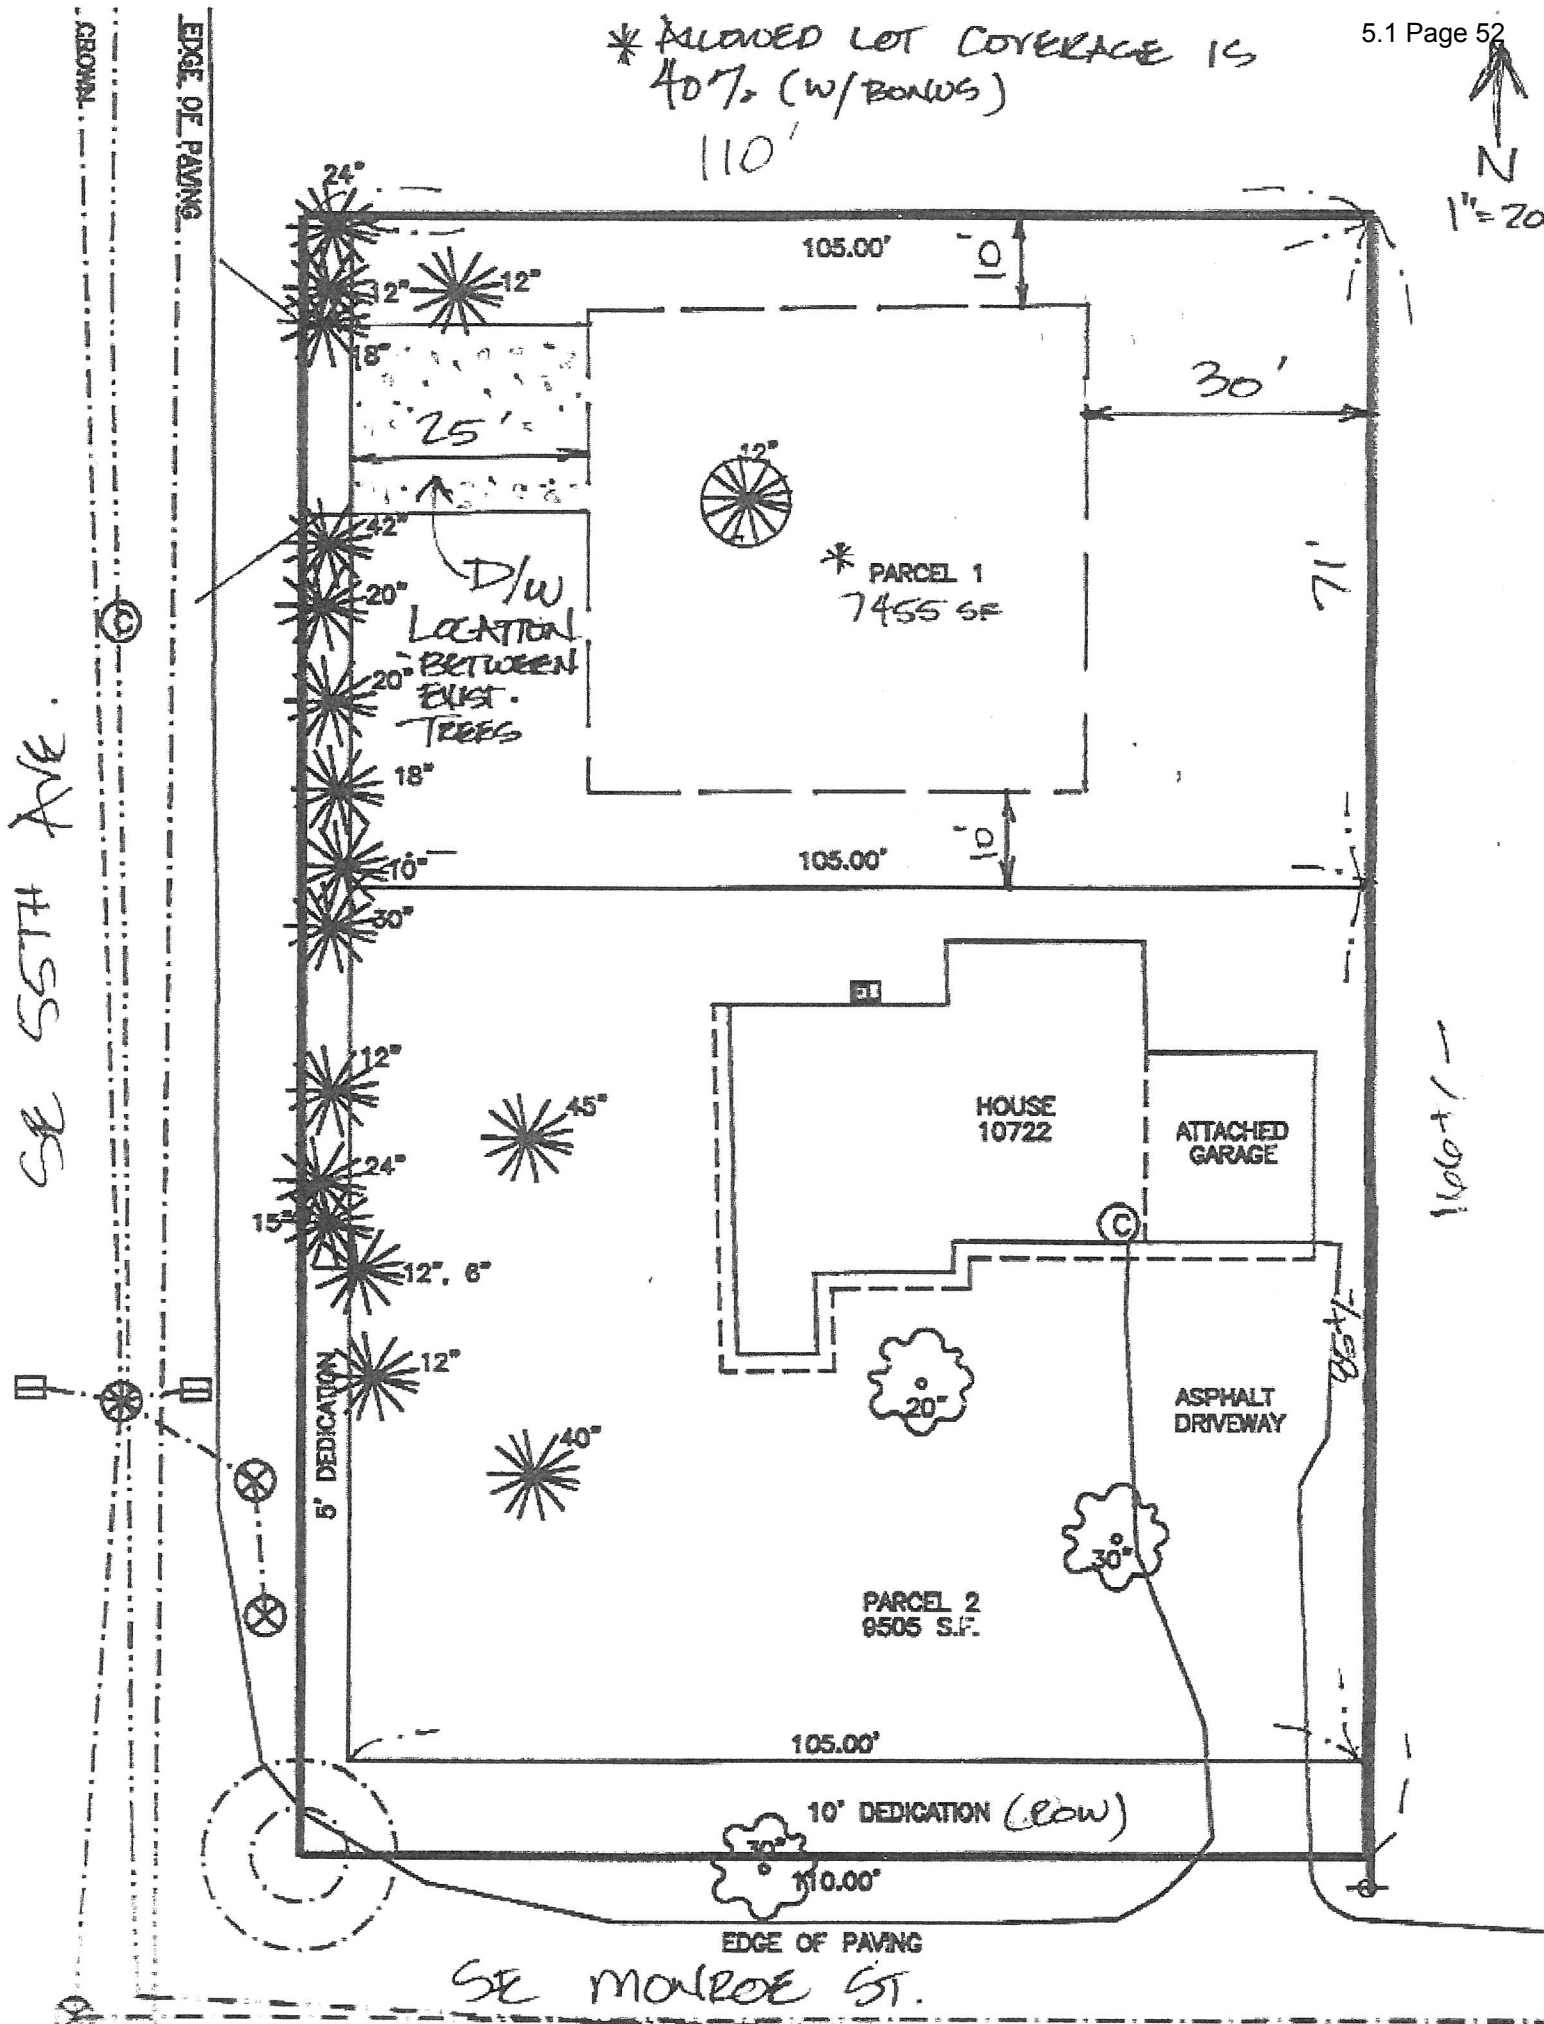 5.1 Page 52
* ALLOWED LOT COVERAGE IS
40% (W/BONUS)
110'
N
1"=20
CROWN
EDGE OF PAVING
24"
105.00'
10'
12"
12"
18"
30'
25'
12"
42"
D/W
LOCATION
BETWEEN
EXIST.
TREES
* PARCEL 1
7455 SF
71'
20"
20"
18"
10"
10'
105.00'
30"
SE 55TH AVE.
12"
45"
HOUSE
10722
ATTACHED
GARAGE
166+/-
24"
15"
C
C
12", 6"
85+/-
12"
20"
ASPHALT
DRIVEWAY
5' DEDICATION
40"
30"
PARCEL 2
9505 S.F.
105.00'
10' DEDICATION (ROW)
30"
110.00'
EDGE OF PAVING
SE MONROE ST.